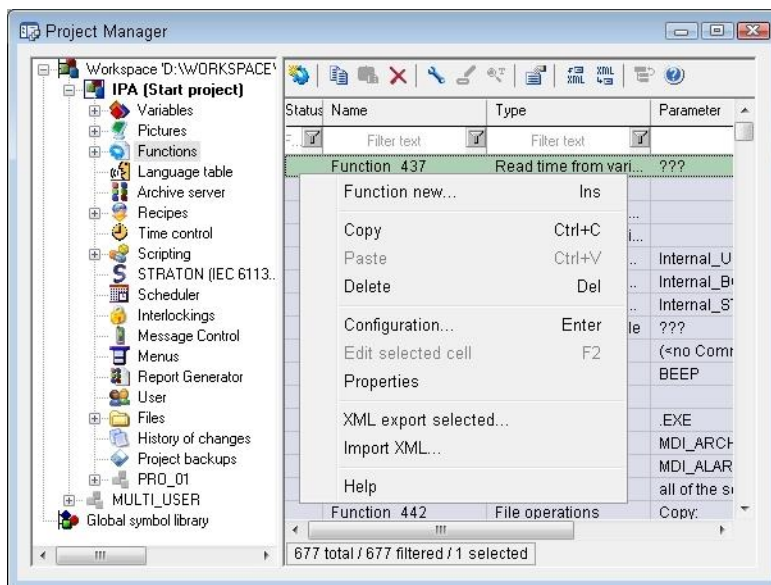 Project Manager
Workspace 'D:\WORKSPACE'
IPA (Start project)
Variables
Pictures
Functions
Language table
Archive server
Recipes
Time control
Scripting
STRATON (IEC 6113..
Scheduler
Interlockings
Message Control
Menus
Report Generator
User
Files
History of changes
Project backups
PRO_01
MULTI_USER
Global symbol library
XML XML
Status Name Type Parameter
Filter text Filter text
Function 437 Read time from vari... ???
Function new... Ins
Copy Ctrl+C
Paste Ctrl+V
Delete Del
Configuration... Enter
Edit selected cell F2
Properties
XML export selected...
Import XML...
Help
Internal_U
Internal_B
Internal_S
???
(<no Comm
BEEP
.EXE
MDI_ARCH
MDI_ALAR
all of the s
Function 442 File operations Copy:
677 total / 677 filtered / 1 selected